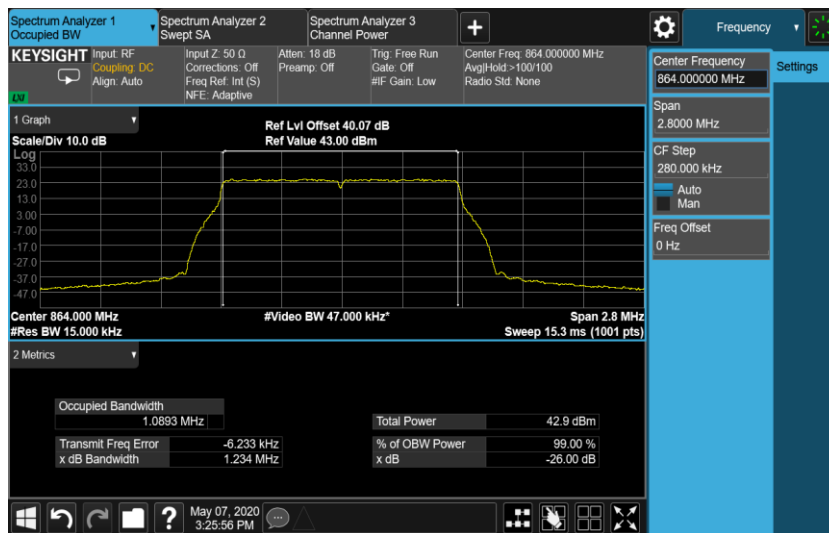 Spectrum Analyzer 1
Occupied BW
Spectrum Analyzer 2
Swept SA
Spectrum Analyzer 3
Channel Power
+
Frequency
KEYSIGHT
LXI
Input: RF
Coupling: DC
Align: Auto
Input Z: 50 Ω
Corrections: Off
Freq Ref: Int (S)
NFE: Adaptive
Atten: 18 dB
Preamp: Off
Trig: Free Run
Gate: Off
#IF Gain: Low
Center Freq: 864.000000 MHz
Avg|Hold:>100/100
Radio Std: None
Center Frequency
864.000000 MHz
Settings
Span
2.8000 MHz
CF Step
280.000 kHz
Auto
Man
Freq Offset
0 Hz
1 Graph
Scale/Div 10.0 dB
Ref Lvl Offset 40.07 dB
Ref Value 43.00 dBm
Log
33.0
23.0
13.0
3.00
-7.00
-17.0
-27.0
-37.0
-47.0
Center 864.000 MHz
#Res BW 15.000 kHz
#Video BW 47.000 kHz*
Span 2.8 MHz
Sweep 15.3 ms (1001 pts)
2 Metrics
Occupied Bandwidth
1.0893 MHz
Total Power 42.9 dBm
Transmit Freq Error -6.233 kHz
% of OBW Power 99.00 %
x dB Bandwidth 1.234 MHz
x dB -26.00 dB
?
May 07, 2020
3:25:56 PM